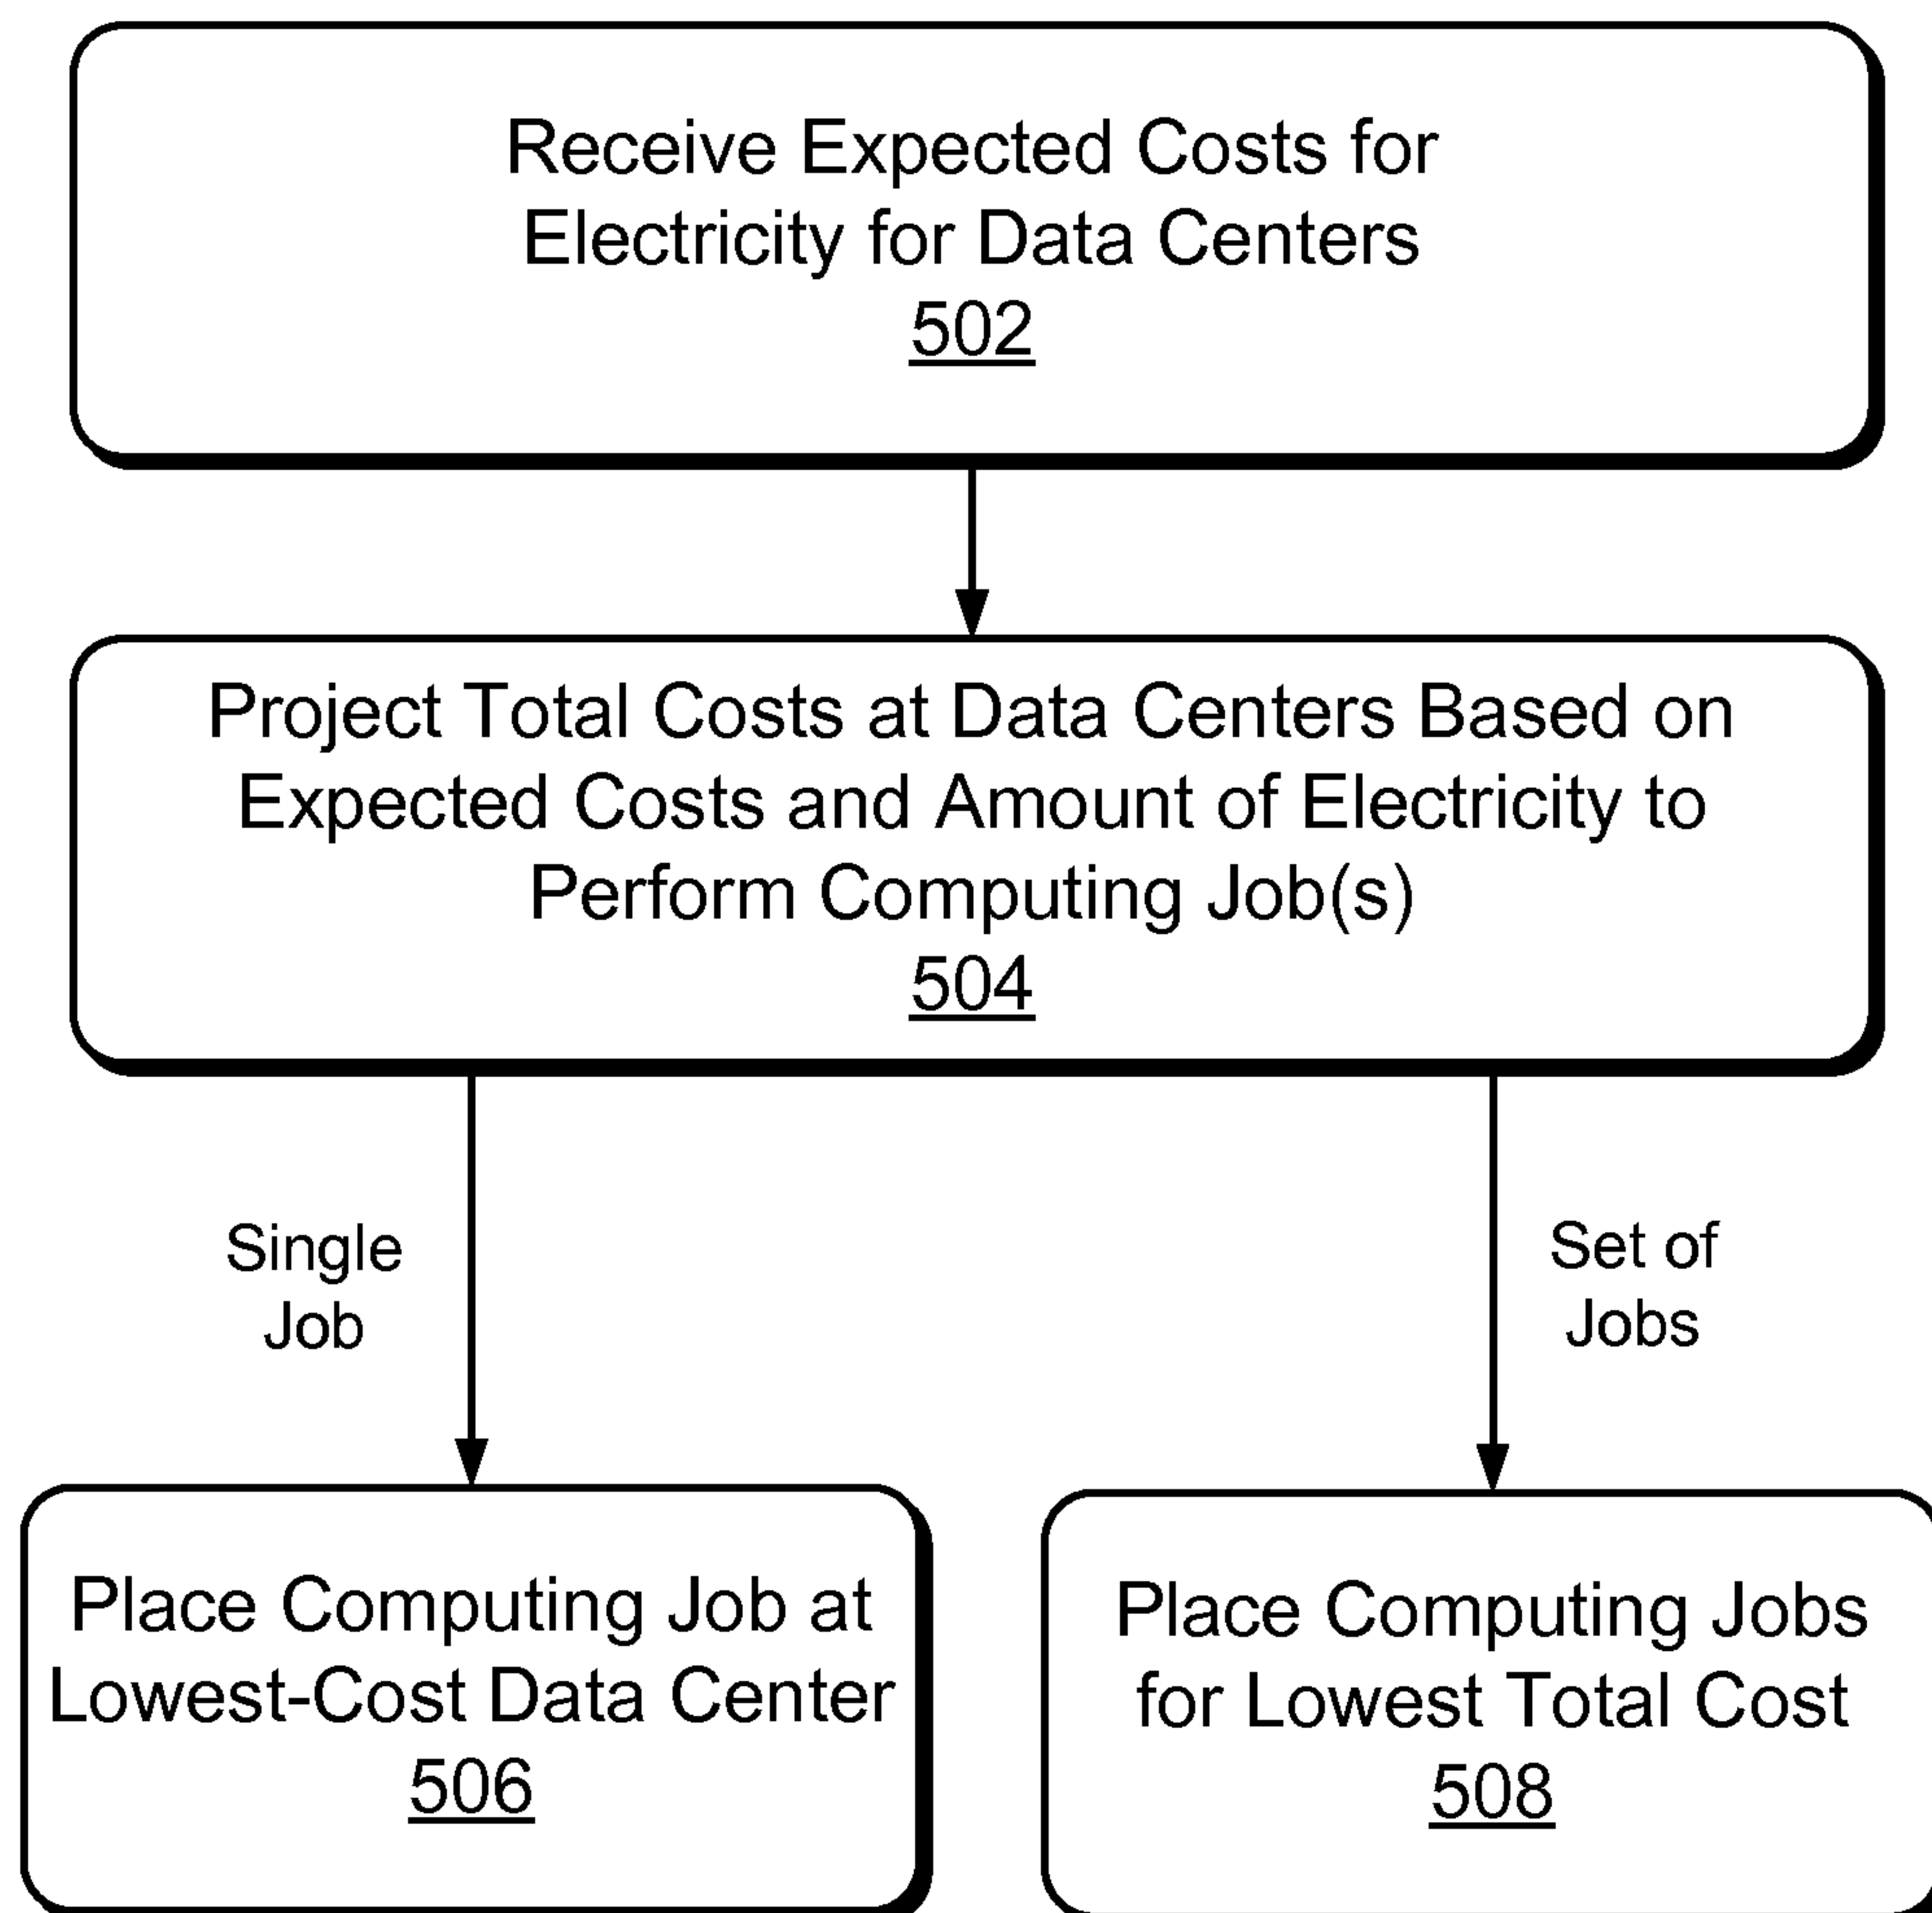 Receive Expected Costs for
Electricity for Data Centers
502
Project Total Costs at Data Centers Based on
Expected Costs and Amount of Electricity to
Perform Computing Job(s)
504
Single
Job
Set of
Jobs
Place Computing Job at
Lowest-Cost Data Center
506
Place Computing Jobs
for Lowest Total Cost
508